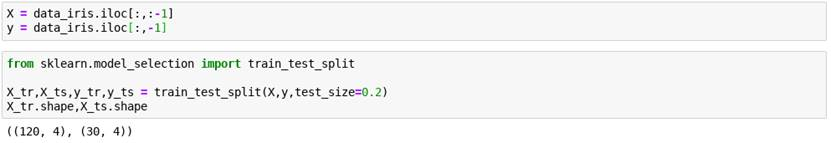 X = data_iris.iloc[:,:-1]
y = data_iris.iloc[:,-1]
from sklearn.model_selection import train_test_split
X_tr,X_ts,y_tr,y_ts = train_test_split(X,y,test_size=0.2)
X_tr.shape,X_ts.shape
((120, 4), (30, 4))